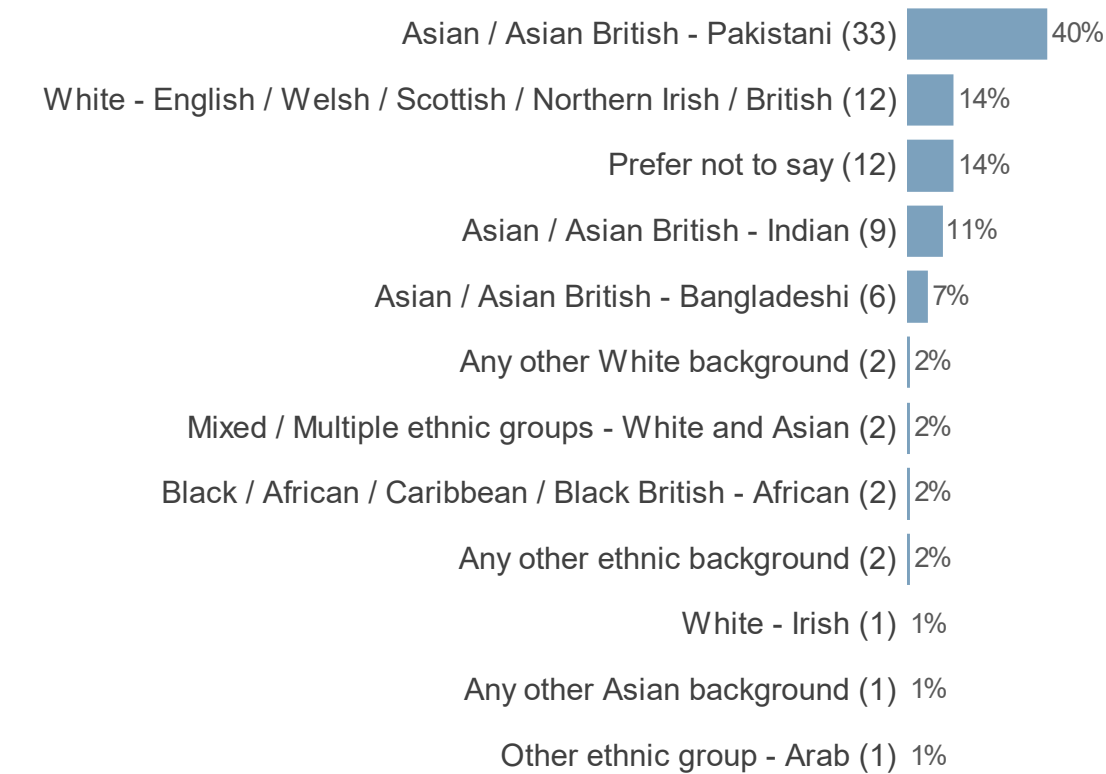 Asian / Asian British - Pakistani (33) 40%
White - English / Welsh / Scottish / Northern Irish / British (12) 14%
Prefer not to say (12) 14%
Asian / Asian British - Indian (9) 11%
Asian / Asian British - Bangladeshi (6) 7%
Any other White background (2) 2%
Mixed / Multiple ethnic groups - White and Asian (2) 2%
Black / African / Caribbean / Black British - African (2) 2%
Any other ethnic background (2) 2%
White - Irish (1) 1%
Any other Asian background (1) 1%
Other ethnic group - Arab (1) 1%